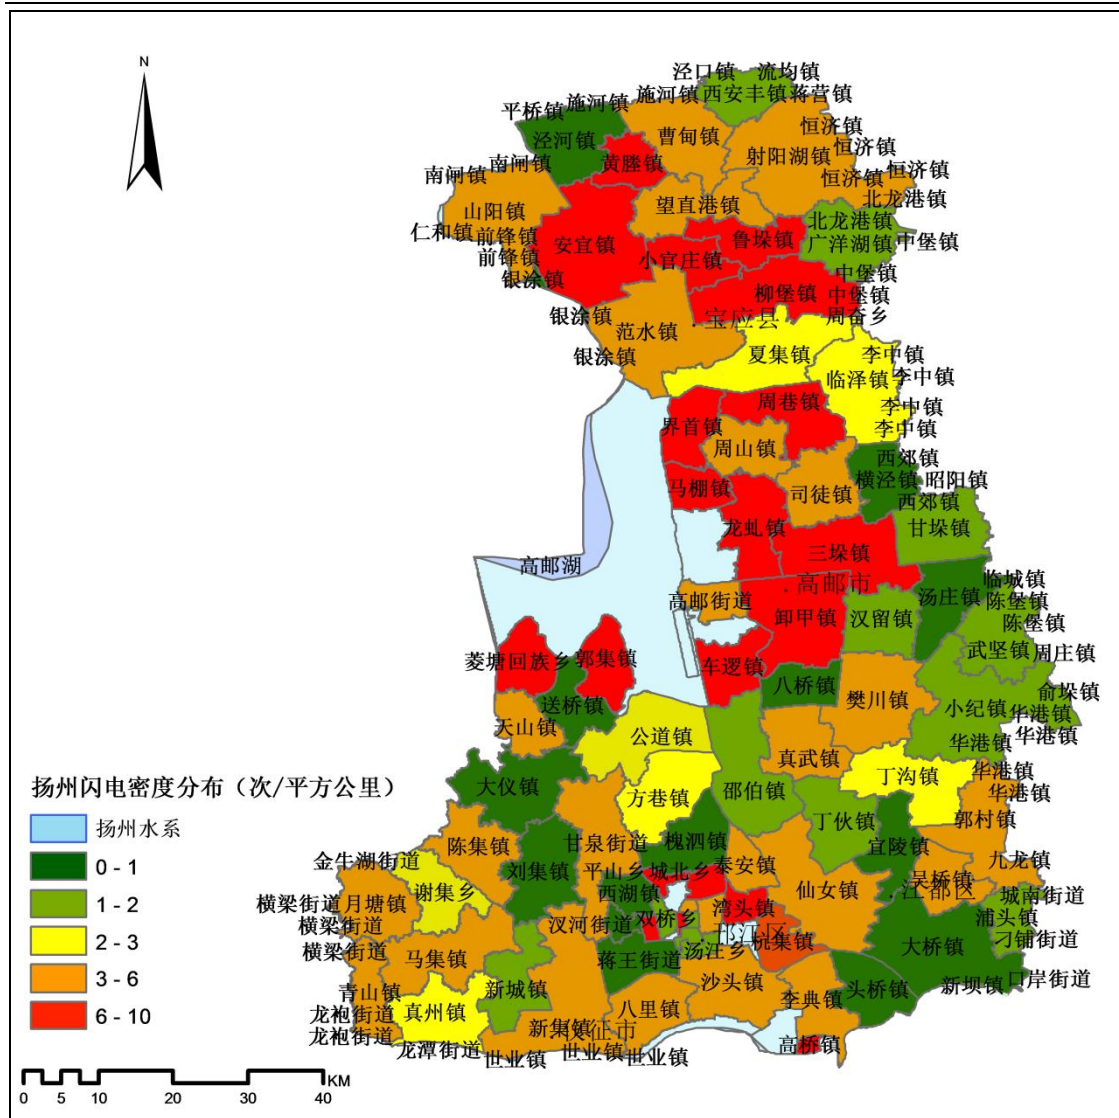 N
泾口镇 流均镇
平桥镇 施河镇 施河镇 西安丰镇 蒋营镇
泾河镇 曹甸镇 恒济镇
南闸镇 南闸镇 黄塍镇 射阳湖镇 恒济镇
恒济镇 恒济镇
山阳镇 望直港镇 北龙港镇
仁和镇 前锋镇 安宜镇 鲁垛镇 北龙港镇
前锋镇 小官庄镇 广洋湖镇 中堡镇
银涂镇 柳堡镇 中堡镇
中堡镇
银涂镇 范水镇 宝应县 周奋乡
银涂镇 夏集镇 李中镇
临泽镇 李中镇
界首镇 周巷镇 李中镇
李中镇
周山镇 西郊镇
马棚镇 司徒镇 横泾镇 昭阳镇
西郊镇
龙虬镇 甘垛镇
三垛镇
高邮湖 高邮市 临城镇
高邮街道 汤庄镇 陈堡镇
卸甲镇 汉留镇 陈堡镇
菱塘回族乡 郭集镇 车逻镇 武坚镇 周庄镇
八桥镇 俞垛镇
送桥镇 樊川镇 小纪镇 华港镇
天山镇 公道镇 真武镇 华港镇 华港镇
扬州闪电密度分布（次/平方公里）
扬州水系
0 - 1
1 - 2
2 - 3
3 - 6
6 - 10
大仪镇 方巷镇 邵伯镇 丁沟镇 华港镇
华港镇
陈集镇 甘泉街道 槐泗镇 丁伙镇 宜陵镇 郭村镇
金牛湖街道 刘集镇 平山乡 城北乡 泰安镇 吴桥镇 九龙镇
谢集乡 西湖镇 仙女镇 江都区 城南街道
横梁街道 月塘镇 汊河街道 双桥乡 湾头镇 浦头镇
横梁街道 邗江区 大桥镇 刁铺街道
横梁街道 马集镇 蒋王街道 汤汪乡 杭集镇
青山镇 新城镇 沙头镇 李典镇 头桥镇 新坝镇 口岸街道
龙袍街道 真州镇 八里镇
龙袍街道 新集镇 仪征市 高桥镇
龙潭街道 世业镇 世业镇 世业镇
0 5 10 20 30 40
KM